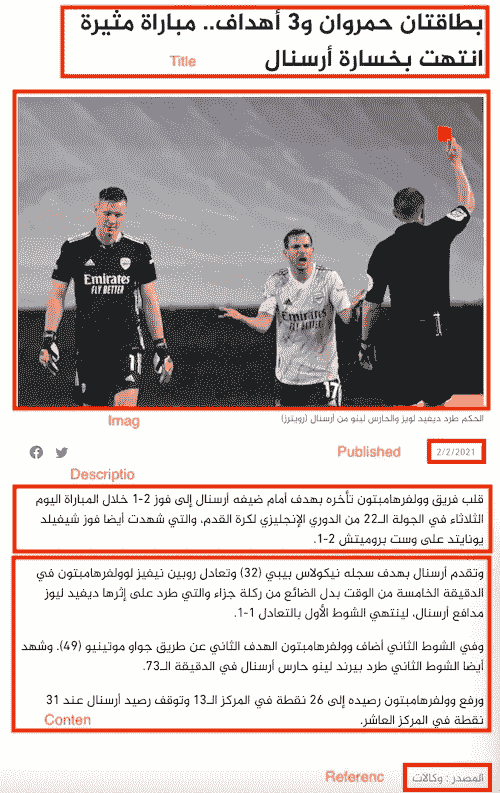 بطاقتان حمروان و3 أهداف.. مباراة مثيرة
انتهت بخسارة أرسنال
Title
Emirates
FLY BETTER
Emirates
FLY BETTER
11
17
Imag
الحكم طرد ديفيد لويز والحارس لينو من أرسنال (رويترز)
Published
2/2/2021
Descriptio
قلب فريق وولفرهامبتون تأخره بهدف أمام ضيفه أرسنال إلى فوز 2-1 خلال المباراة اليوم
الثلاثاء في الجولة الـ22 من الدوري الإنجليزي لكرة القدم، والتي شهدت أيضا فوز شيفيلد
يونايتد على وست بروميتش 2-1.
وتقدم أرسنال بهدف سجله نيكولاس بيبي (32) وتعادل روبين نيفيز لوولفرهامبتون في
الدقيقة الخامسة من الوقت بدل الضائع من ركلة جزاء والتي طرد على إثرها ديفيد ليوز
مدافع أرسنال، لينتهي الشوط الأول بالتعادل 1-1.
وفي الشوط الثاني أضاف وولفرهامبتون الهدف الثاني عن طريق جواو موتينيو (49). وشهد
أيضا الشوط الثاني طرد بيرند لينو حارس أرسنال في الدقيقة الـ73.
ورفع وولفرهامبتون رصيده إلى 26 نقطة في المركز الـ13 وتوقف رصيد أرسنال عند 31
نقطة في المركز العاشر.
Conten
Referenc
المصدر : وكالات